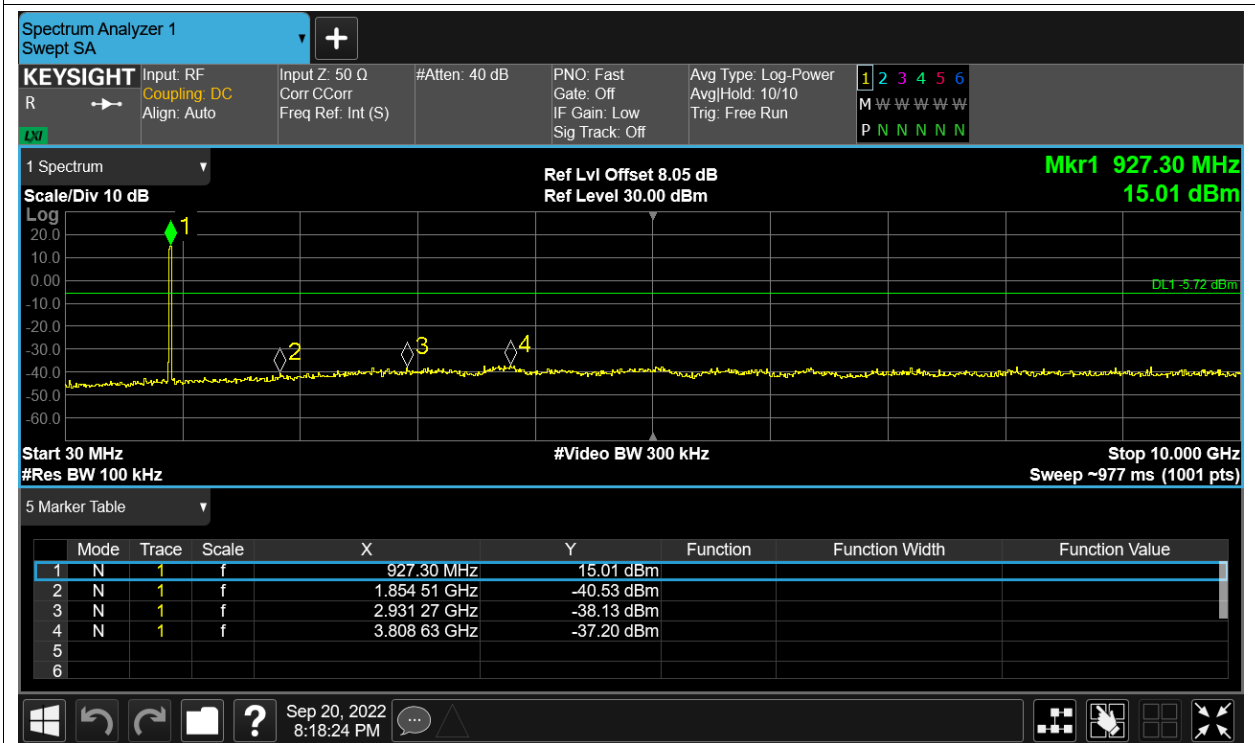 Spectrum Analyzer 1
Swept SA
KEYSIGHT
R
LXI
Input: RF
Coupling: DC
Align: Auto
Input Z: 50 Ω
Corr CCorr
Freq Ref: Int (S)
#Atten: 40 dB
PNO: Fast
Gate: Off
IF Gain: Low
Sig Track: Off
Avg Type: Log-Power
Avg|Hold: 10/10
Trig: Free Run
1 2 3 4 5 6
M W W W W W
P N N N N N
1 Spectrum
Scale/Div 10 dB
Ref Lvl Offset 8.05 dB
Ref Level 30.00 dBm
Mkr1 927.30 MHz
15.01 dBm
Log
20.0
10.0
0.00
-10.0
-20.0
-30.0
-40.0
-50.0
-60.0
1
2
3
4
DL1 -5.72 dBm
Start 30 MHz #Video BW 300 kHz Stop 10.000 GHz
#Res BW 100 kHz Sweep ~977 ms (1001 pts)
5 Marker Table
Mode Trace Scale X Y Function Function Width Function Value
1 N 1 f 927.30 MHz 15.01 dBm
2 N 1 f 1.854 51 GHz -40.53 dBm
3 N 1 f 2.931 27 GHz -38.13 dBm
4 N 1 f 3.808 63 GHz -37.20 dBm
5
6
?
Sep 20, 2022
8:18:24 PM